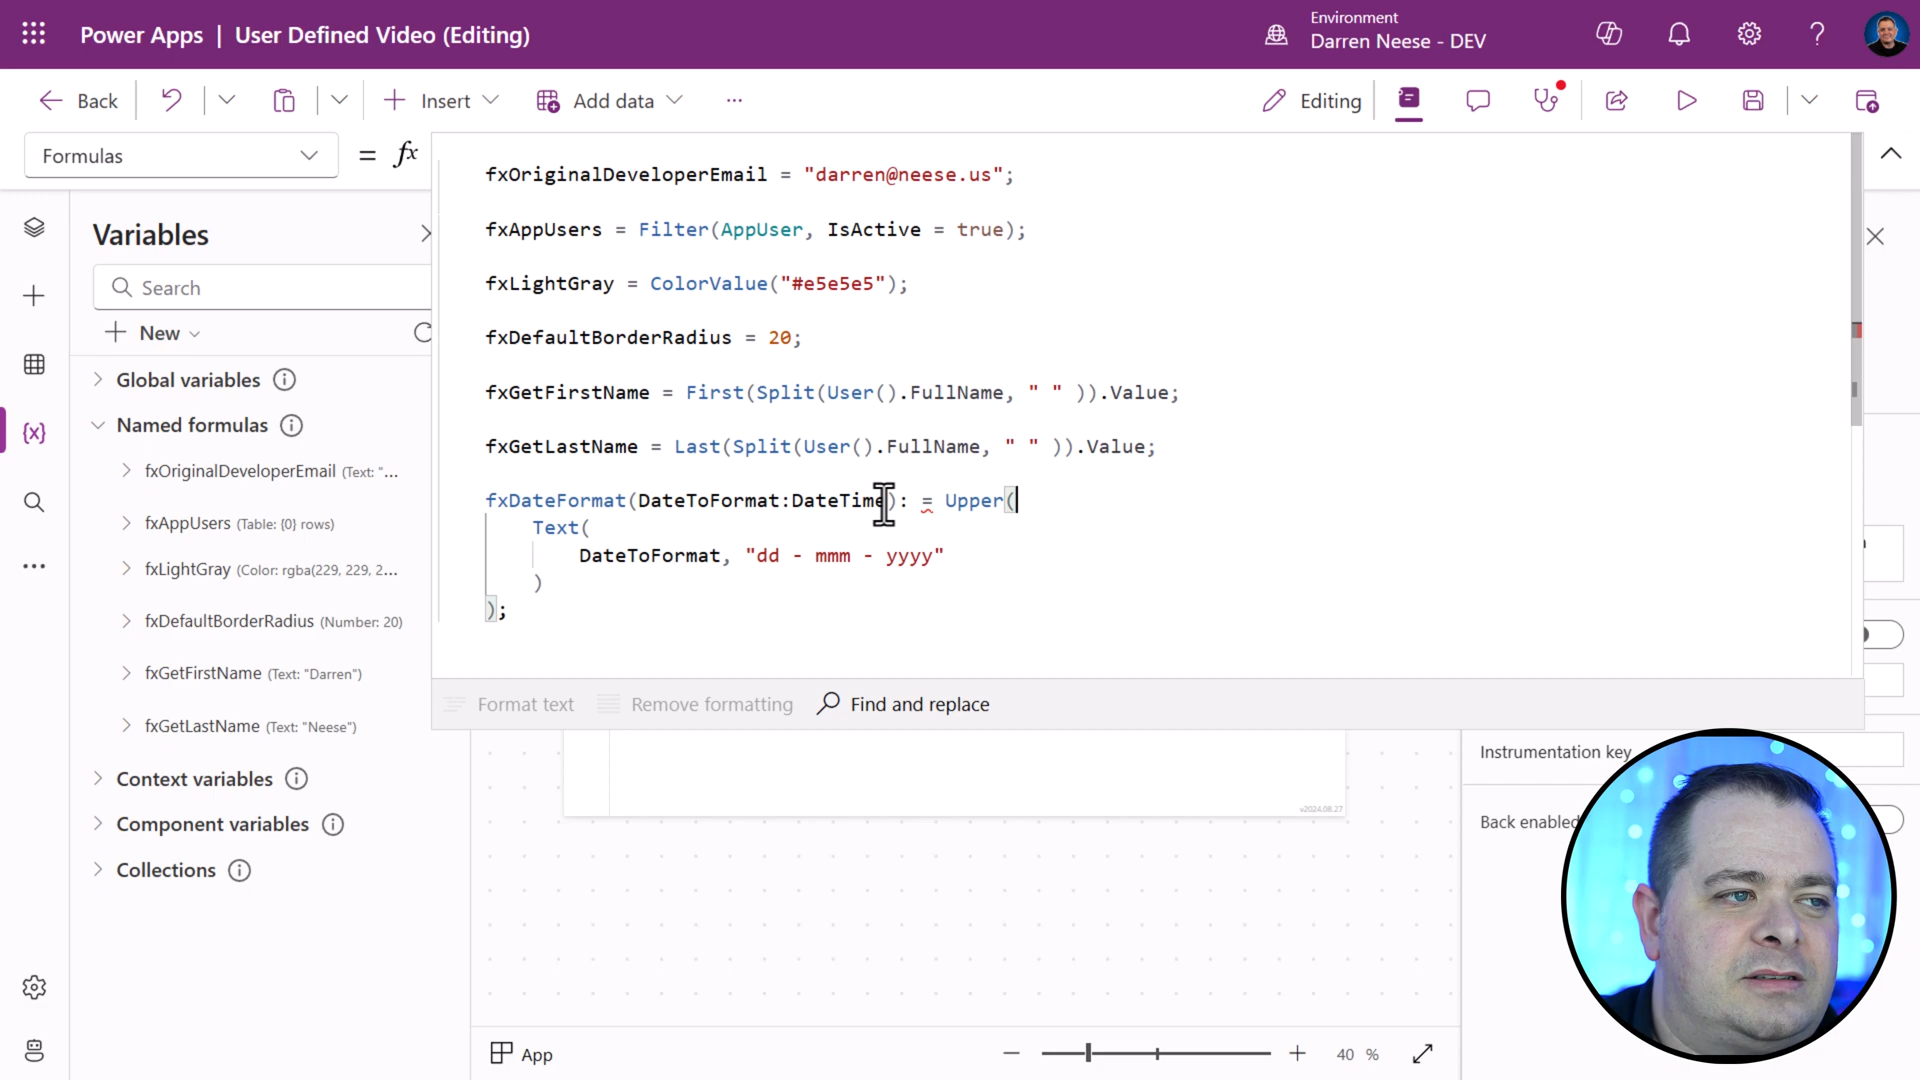 Power Apps | User Defined Video (Editing)
Environment
Darren Neese - DEV
Back
Insert
Add data
Editing
Formulas
= fx
fxOriginalDeveloperEmail = "darren@neese.us";
fxAppUsers = Filter(AppUser, IsActive = true);
fxLightGray = ColorValue("#e5e5e5");
fxDefaultBorderRadius = 20;
fxGetFirstName = First(Split(User().FullName, " " )).Value;
fxGetLastName = Last(Split(User().FullName, " " )).Value;
fxDateFormat(DateToFormat:DateTime): = Upper(
Text(
DateToFormat, "dd - mmm - yyyy"
)
);
Format text
Remove formatting
Find and replace
Variables
Search
New
Global variables
Named formulas
fxOriginalDeveloperEmail (Text: "...
fxAppUsers (Table: {0} rows)
fxLightGray (Color: rgba(229, 229, 2...
fxDefaultBorderRadius (Number: 20)
fxGetFirstName (Text: "Darren")
fxGetLastName (Text: "Neese")
Context variables
Component variables
Collections
v2024.08.27
Instrumentation key
Back enabled
App
40 %